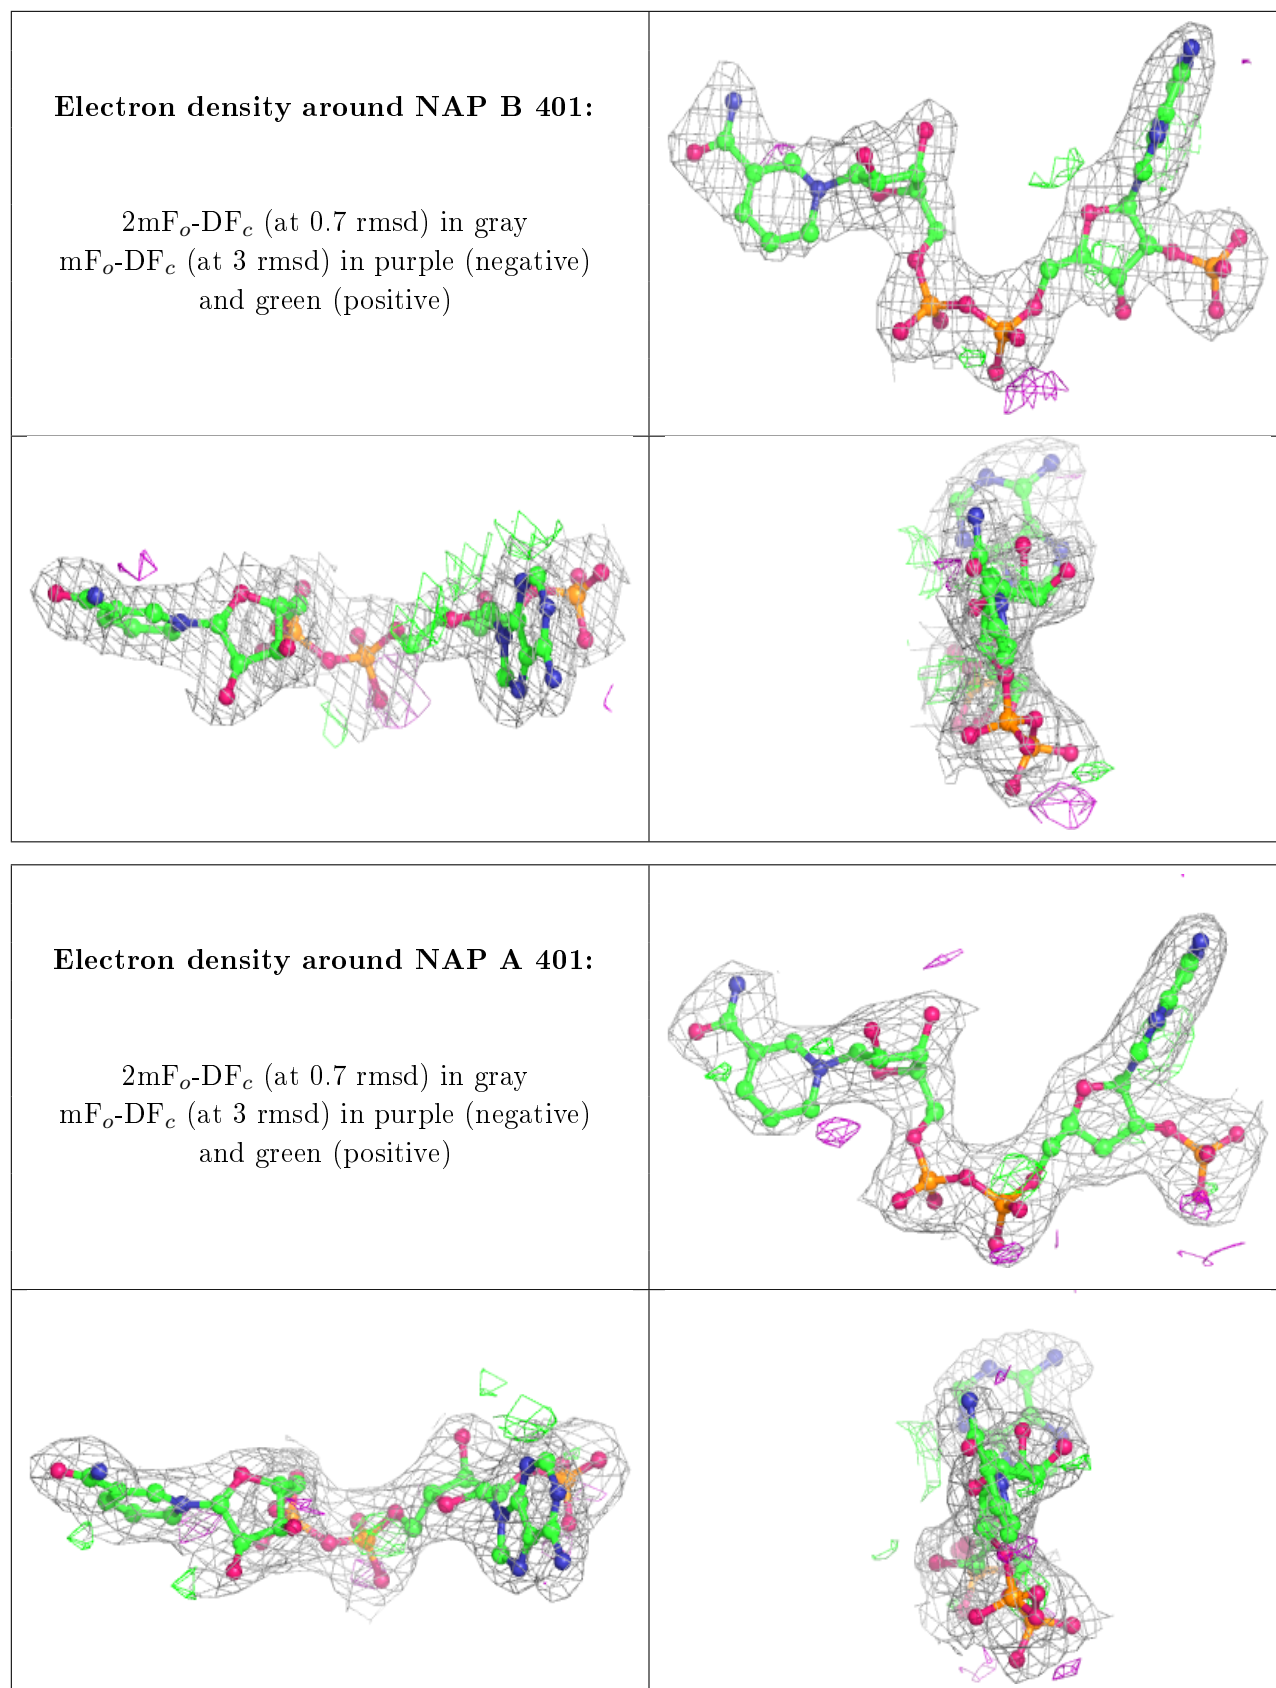 Electron density around NAP B 401:
2mFₒ-DF𝒸 (at 0.7 rmsd) in gray
mFₒ-DF𝒸 (at 3 rmsd) in purple (negative)
and green (positive)
Electron density around NAP A 401:
2mFₒ-DF𝒸 (at 0.7 rmsd) in gray
mFₒ-DF𝒸 (at 3 rmsd) in purple (negative)
and green (positive)